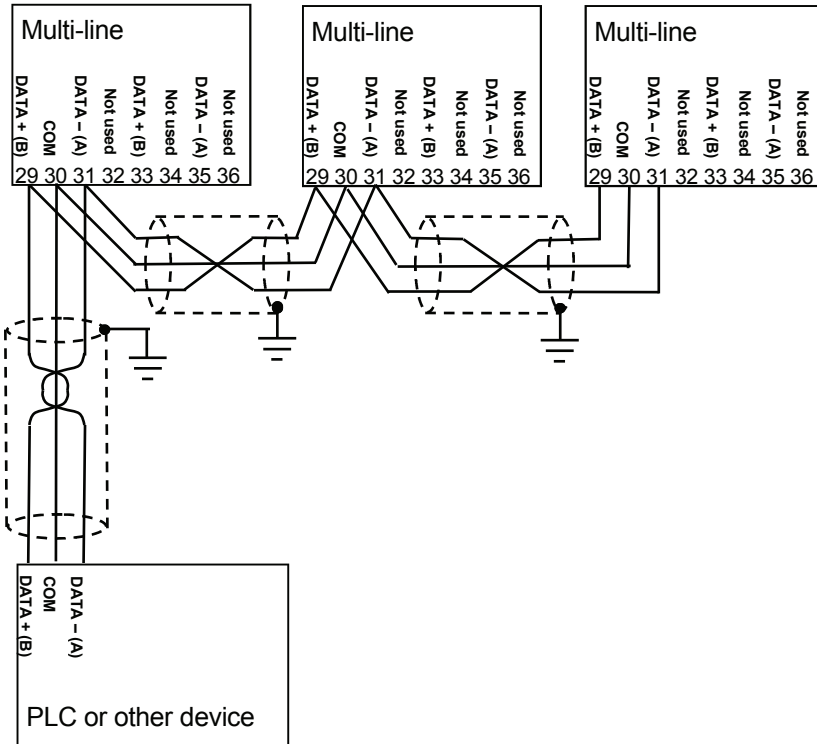 Multi-line
DATA + (B)
COM
DATA – (A)
Not used
DATA + (B)
Not used
DATA – (A)
Not used
29 30 31 32 33 34 35 36
Multi-line
DATA + (B)
COM
DATA – (A)
Not used
DATA + (B)
Not used
DATA – (A)
Not used
29 30 31 32 33 34 35 36
Multi-line
DATA + (B)
COM
DATA – (A)
Not used
DATA + (B)
Not used
DATA – (A)
Not used
29 30 31 32 33 34 35 36
DATA + (B)
COM
DATA – (A)
PLC or other device